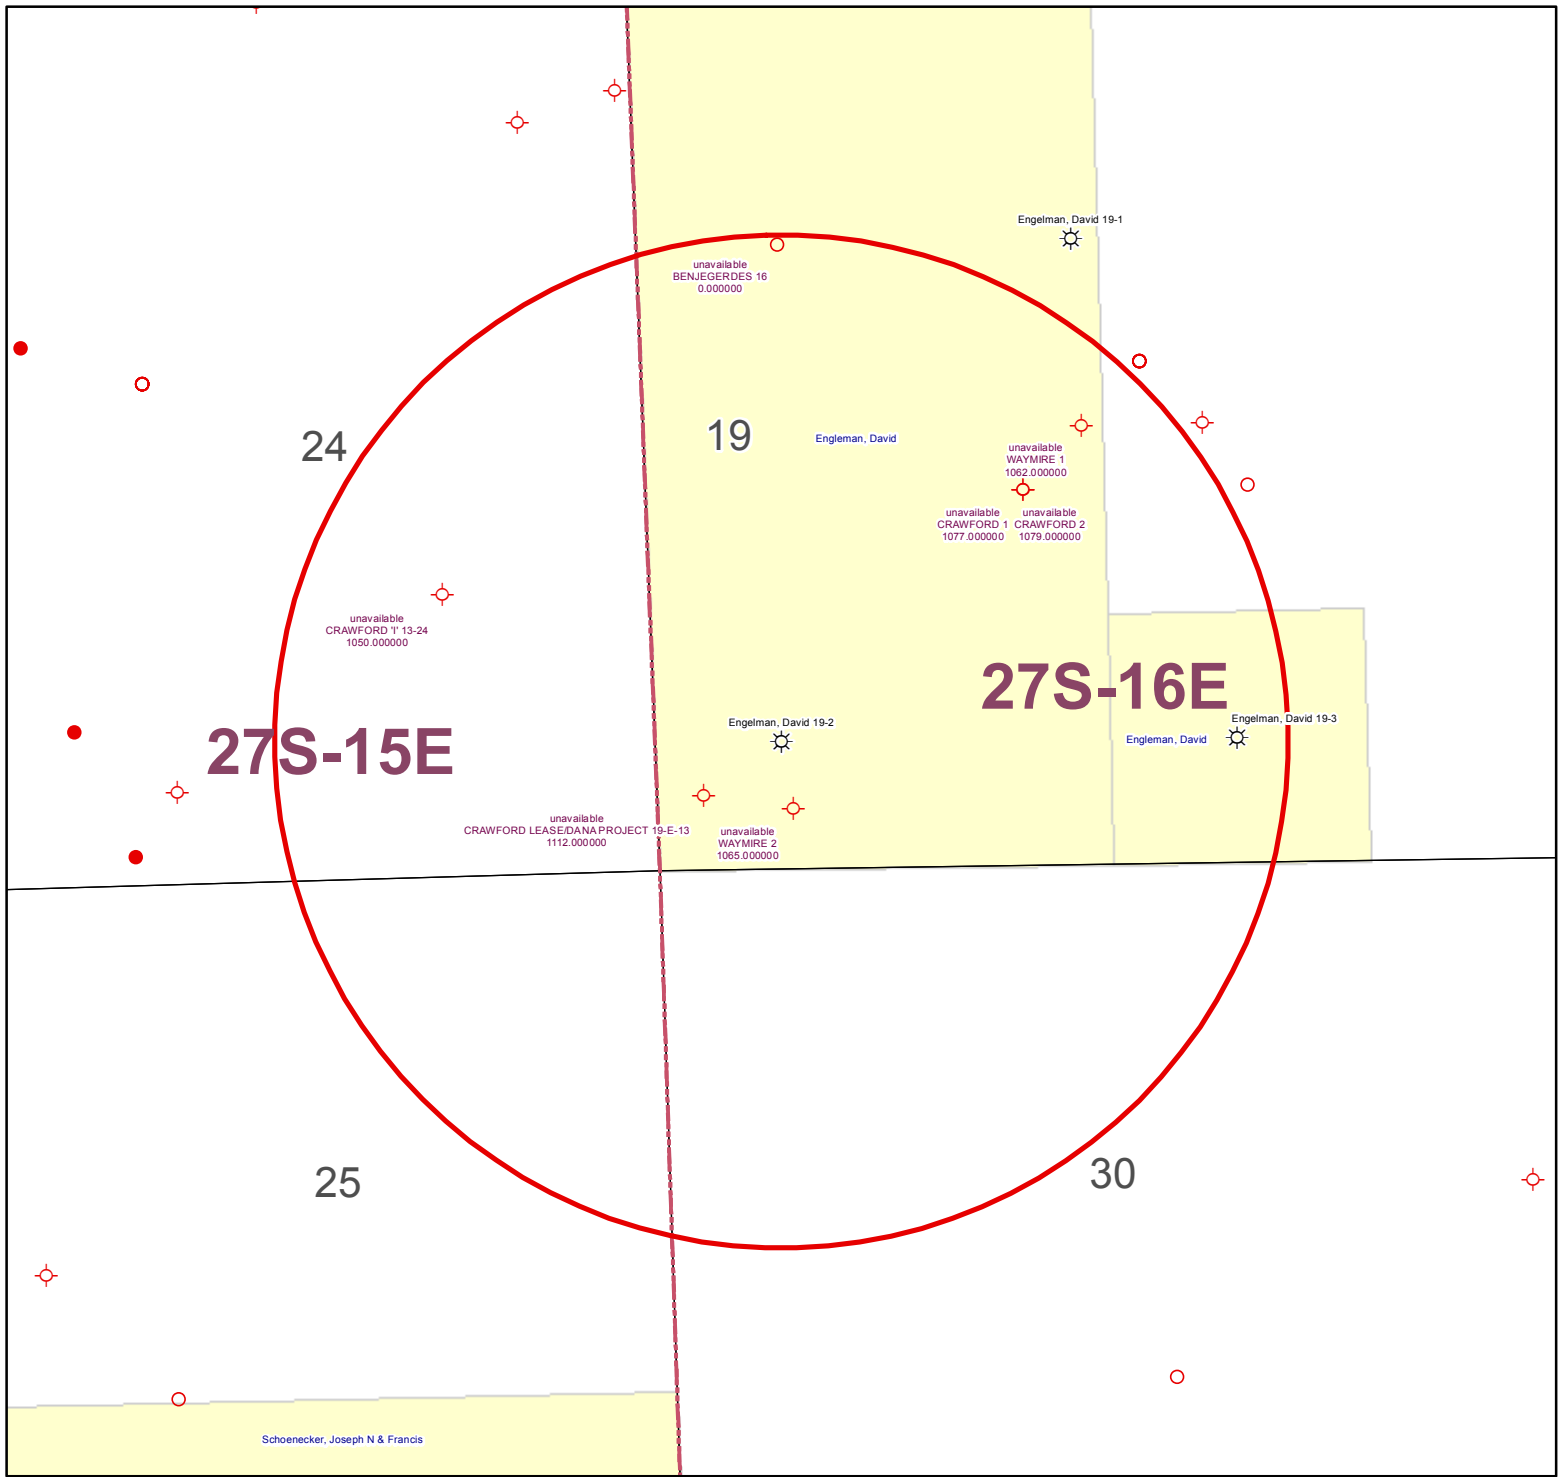 Engelman, David 19-1
unavailable
BENJEGERDES 16
0.000000
24
19
Engleman, David
unavailable
WAYMIRE 1
1062.000000
unavailable
CRAWFORD 1
1077.000000
unavailable
CRAWFORD 2
1079.000000
unavailable
CRAWFORD 'I' 13-24
1050.000000
27S-16E
Engelman, David 19-2
Engelman, David 19-3
Engleman, David
27S-15E
unavailable
CRAWFORD LEASE/DANA PROJECT 19-E-13
1112.000000
unavailable
WAYMIRE 2
1065.000000
25
30
Schoenecker, Joseph N & Francis